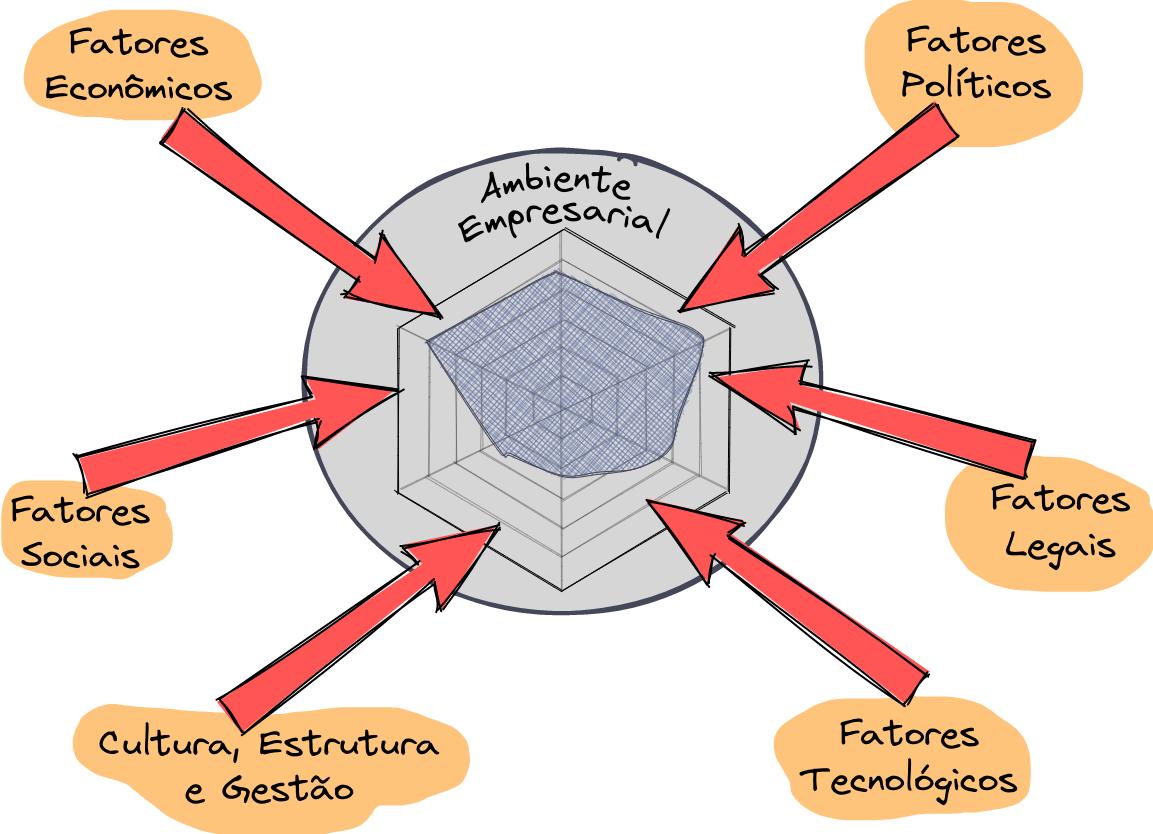 Fatores
Econômicos
Fatores
Políticos
Ambiente
Empresarial
Fatores
Sociais
Fatores
Legais
Cultura, Estrutura
e Gestão
Fatores
Tecnológicos